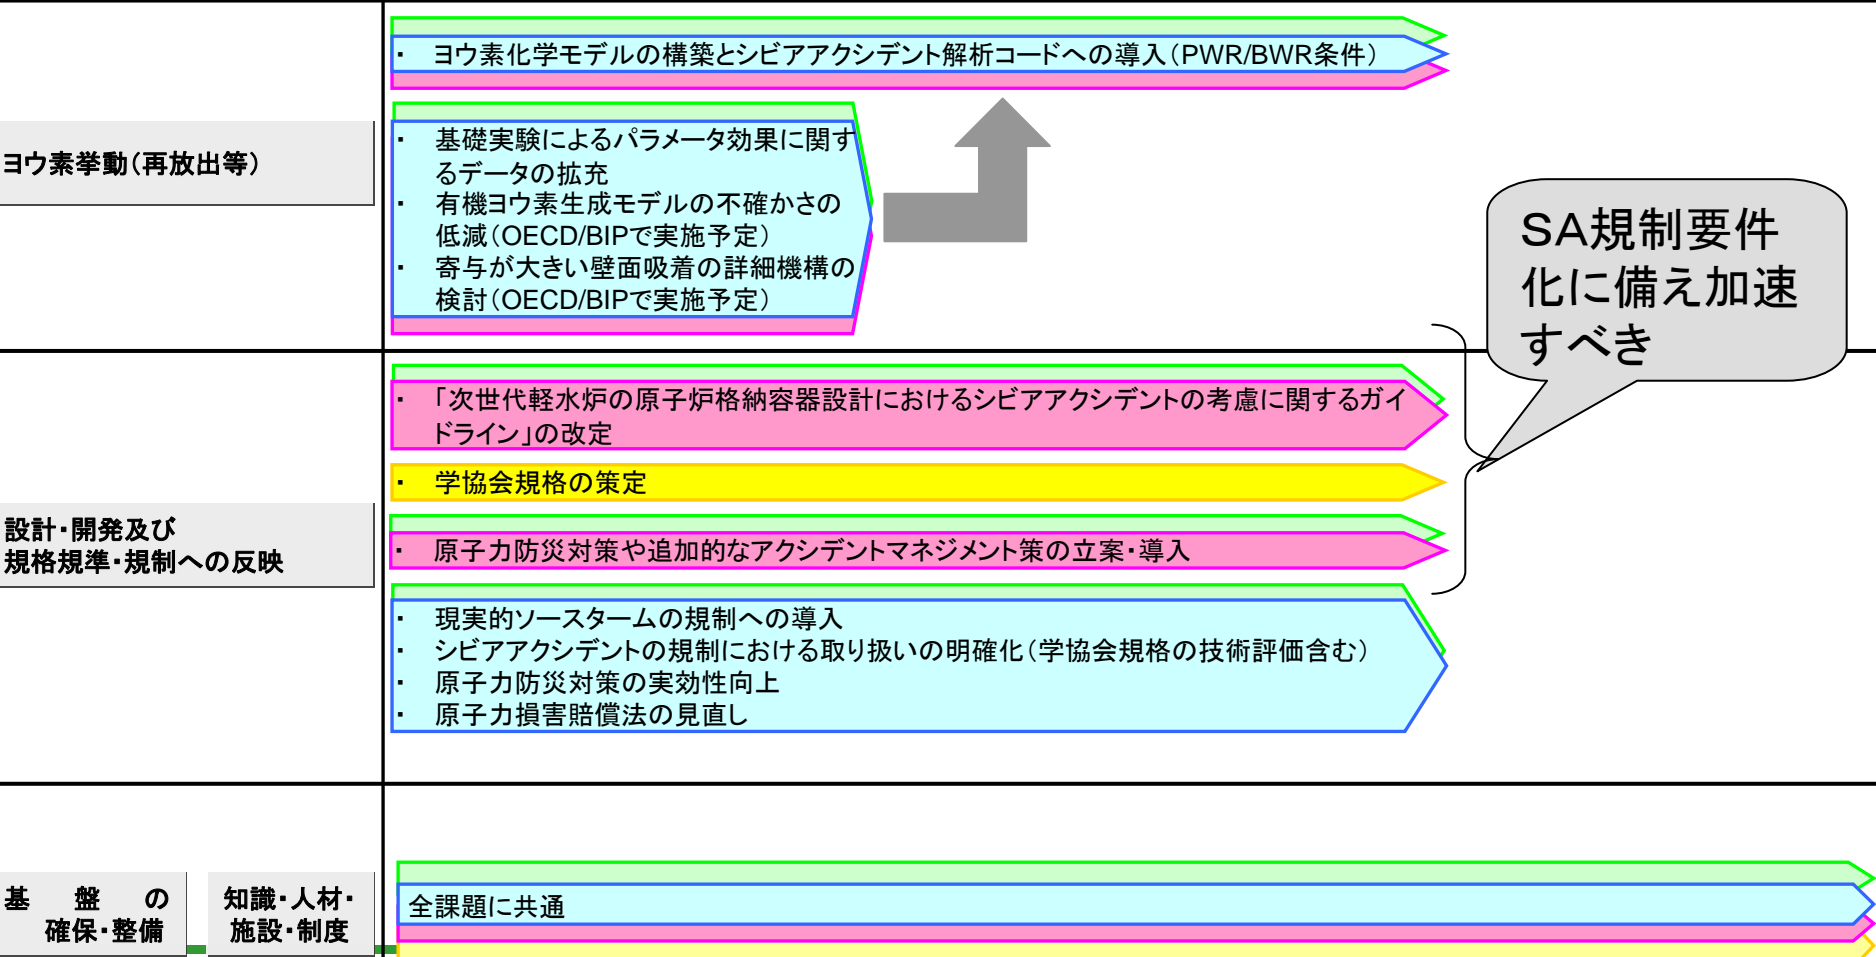 ・ ヨウ素化学モデルの構築とシビアアクシデント解析コードへの導入（PWR/BWR条件）
ヨウ素挙動（再放出等）
・ 基礎実験によるパラメータ効果に関す
るデータの拡充
・ 有機ヨウ素生成モデルの不確かさの
低減（OECD/BIPで実施予定）
・ 寄与が大きい壁面吸着の詳細機構の
検討（OECD/BIPで実施予定）
SA規制要件
化に備え加速
すべき
設計・開発及び
規格規準・規制への反映
・ 「次世代軽水炉の原子炉格納容器設計におけるシビアアクシデントの考慮に関するガイ
ドライン」の改定
・ 学協会規格の策定
・ 原子力防災対策や追加的なアクシデントマネジメント策の立案・導入
・ 現実的ソースタームの規制への導入
・ シビアアクシデントの規制における取り扱いの明確化（学協会規格の技術評価含む）
・ 原子力防災対策の実効性向上
・ 原子力損害賠償法の見直し
基 盤 の
確保・整備
知識・人材・
施設・制度
全課題に共通